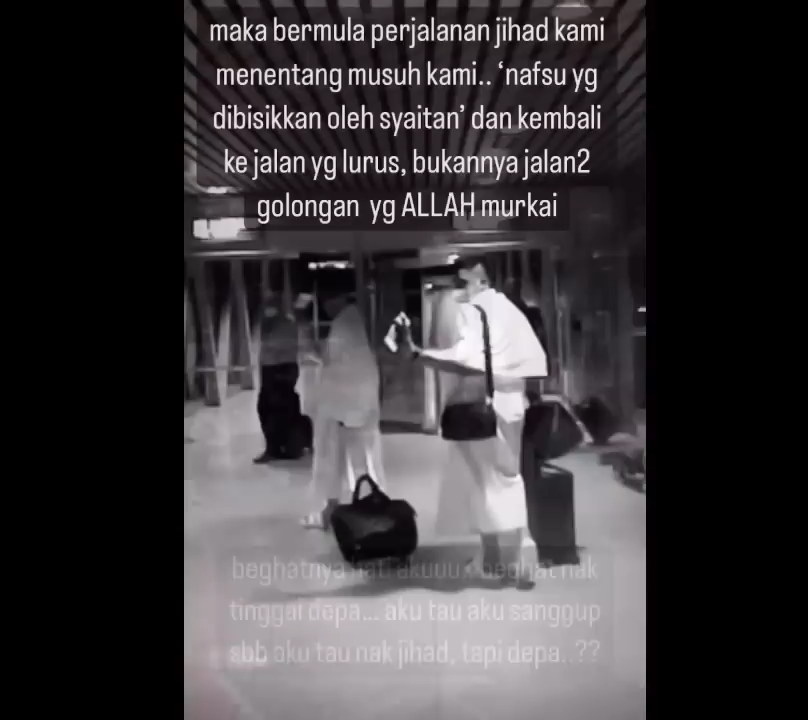 maka bermula perjalanan jihad kami
menentang musuh kami.. ‘nafsu yg
dibisikkan oleh syaitan’ dan kembali
ke jalan yg lurus, bukannya jalan2
golongan yg ALLAH murkai
beghatnya hati akuuu.. beghat nak
tinggal depa... aku tau aku sanggup
sbb aku tau nak jihad, tapi depa..??